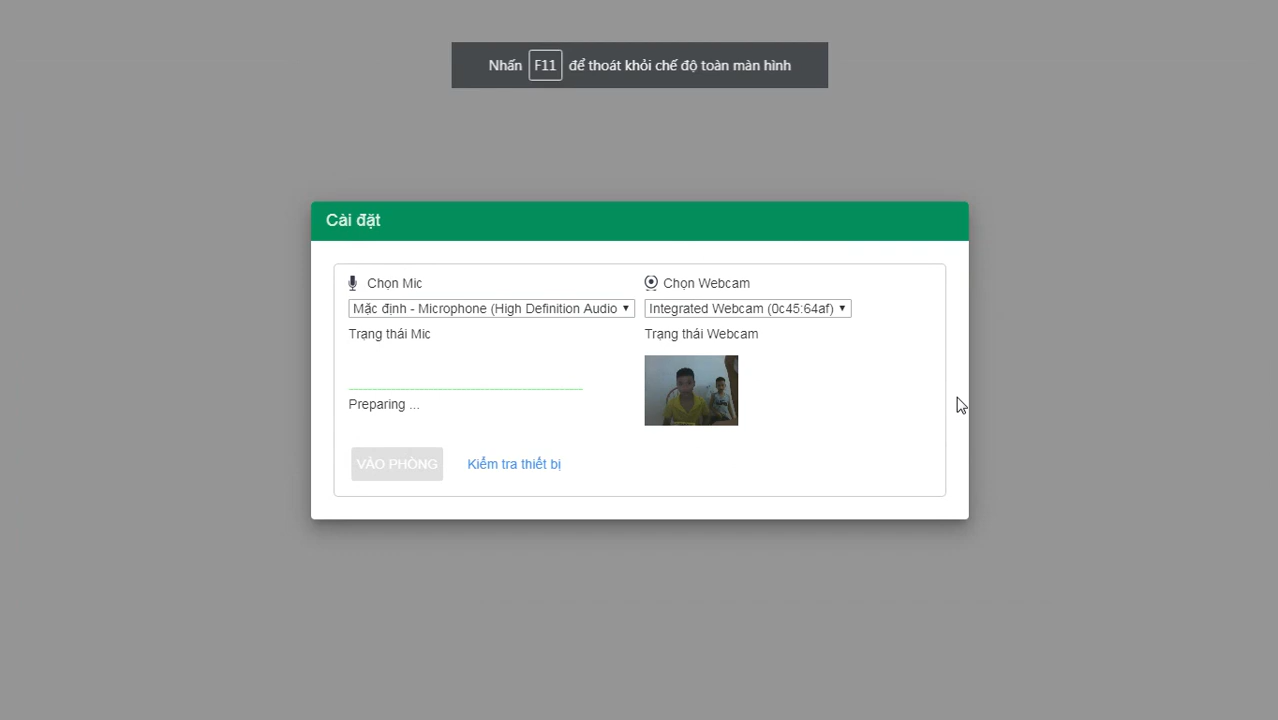 Nhấn F11 để thoát khỏi chế độ toàn màn hình
Cài đặt
Chọn Mic
Chọn Webcam
Mặc định - Microphone (High Definition Audio
Integrated Webcam (0c45:64af)
Trạng thái Mic
Trạng thái Webcam
Preparing ...
VÀO PHÒNG
Kiểm tra thiết bị